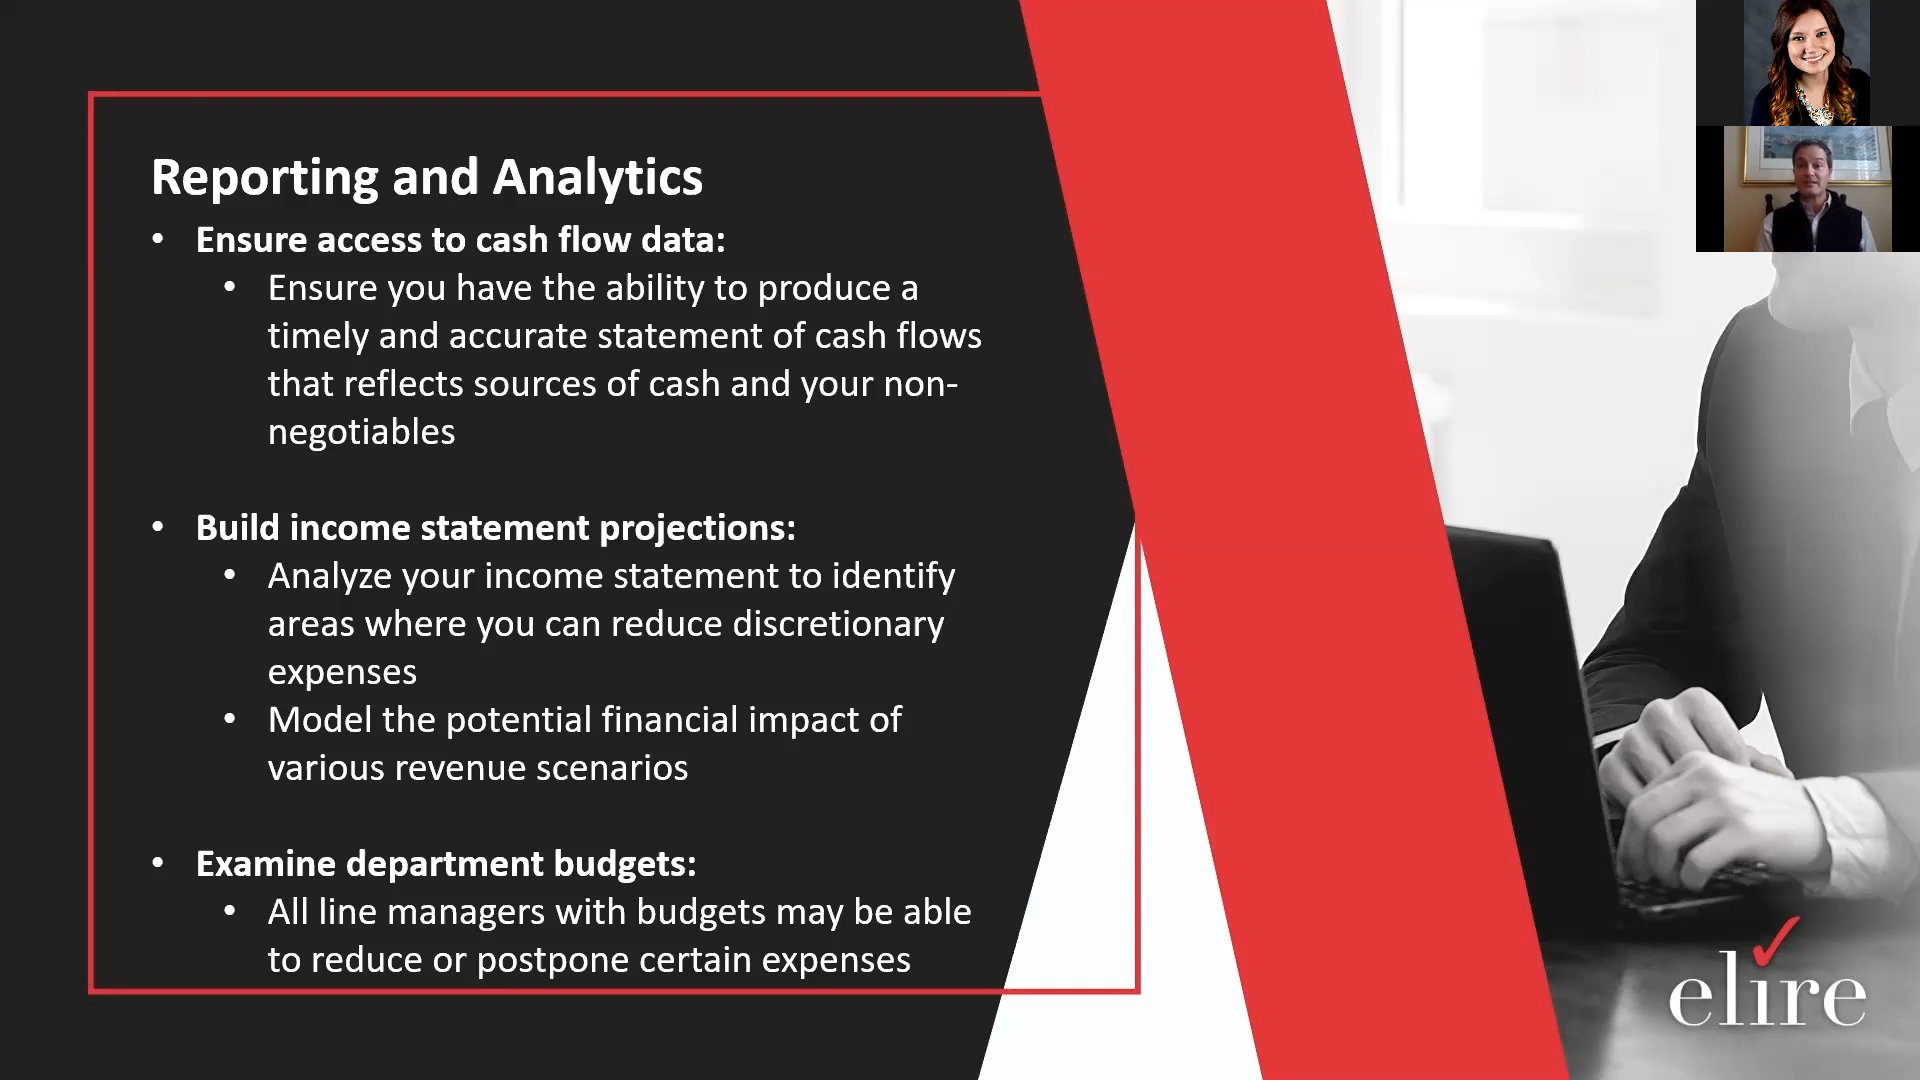 Reporting and Analytics
• Ensure access to cash flow data:
• Ensure you have the ability to produce a
timely and accurate statement of cash flows
that reflects sources of cash and your non-
negotiables
• Build income statement projections:
• Analyze your income statement to identify
areas where you can reduce discretionary
expenses
• Model the potential financial impact of
various revenue scenarios
• Examine department budgets:
• All line managers with budgets may be able
to reduce or postpone certain expenses
elire